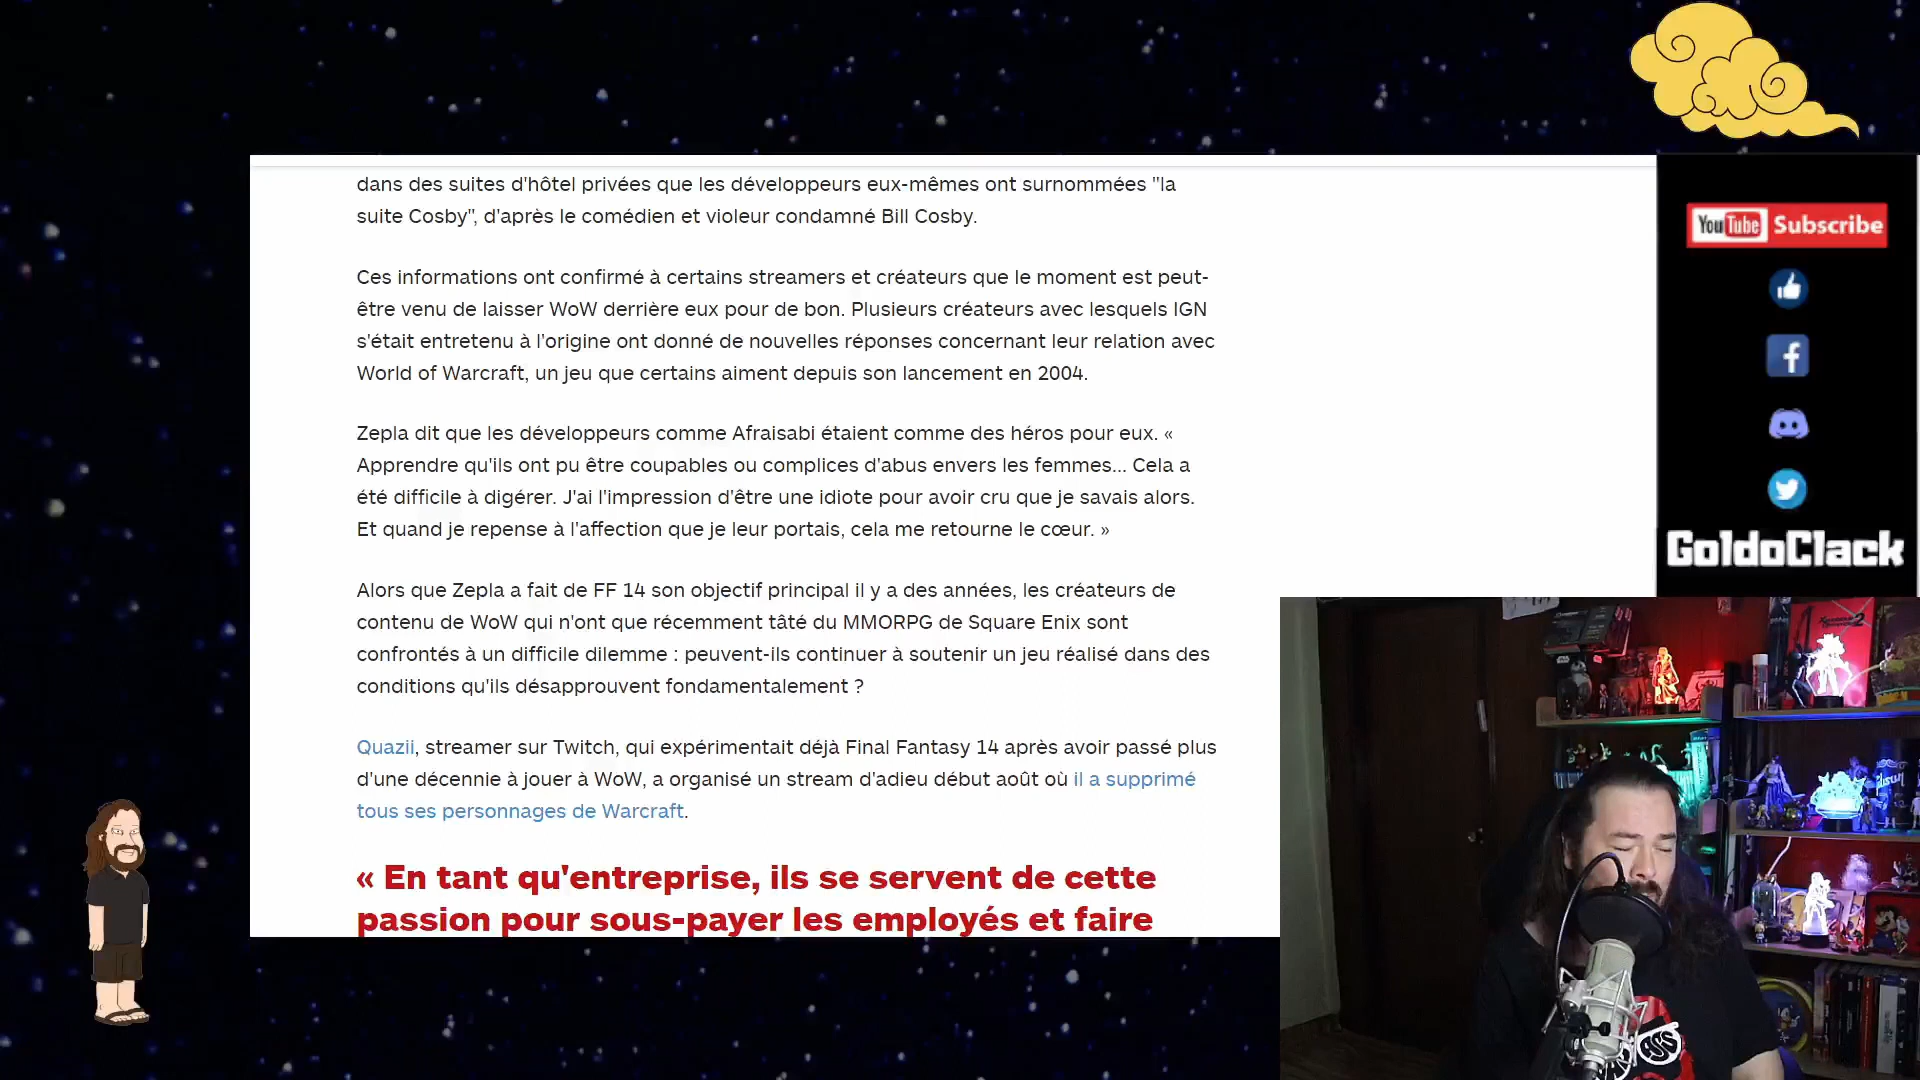 dans des suites d'hôtel privées que les développeurs eux-mêmes ont surnommées "la
suite Cosby", d'après le comédien et violeur condamné Bill Cosby.
Ces informations ont confirmé à certains streamers et créateurs que le moment est peut-
être venu de laisser WoW derrière eux pour de bon. Plusieurs créateurs avec lesquels IGN
s'était entretenu à l'origine ont donné de nouvelles réponses concernant leur relation avec
World of Warcraft, un jeu que certains aiment depuis son lancement en 2004.
Zepla dit que les développeurs comme Afraisabi étaient comme des héros pour eux. «
Apprendre qu'ils ont pu être coupables ou complices d'abus envers les femmes... Cela a
été difficile à digérer. J'ai l'impression d'être une idiote pour avoir cru que je savais alors.
Et quand je repense à l'affection que je leur portais, cela me retourne le cœur. »
Alors que Zepla a fait de FF 14 son objectif principal il y a des années, les créateurs de
contenu de WoW qui n'ont que récemment tâté du MMORPG de Square Enix sont
confrontés à un difficile dilemme : peuvent-ils continuer à soutenir un jeu réalisé dans des
conditions qu'ils désapprouvent fondamentalement ?
Quazii, streamer sur Twitch, qui expérimentait déjà Final Fantasy 14 après avoir passé plus
d'une décennie à jouer à WoW, a organisé un stream d'adieu début août où il a supprimé
tous ses personnages de Warcraft.
« En tant qu'entreprise, ils se servent de cette
passion pour sous-payer les employés et faire
YouTube Subscribe
GoldoClack